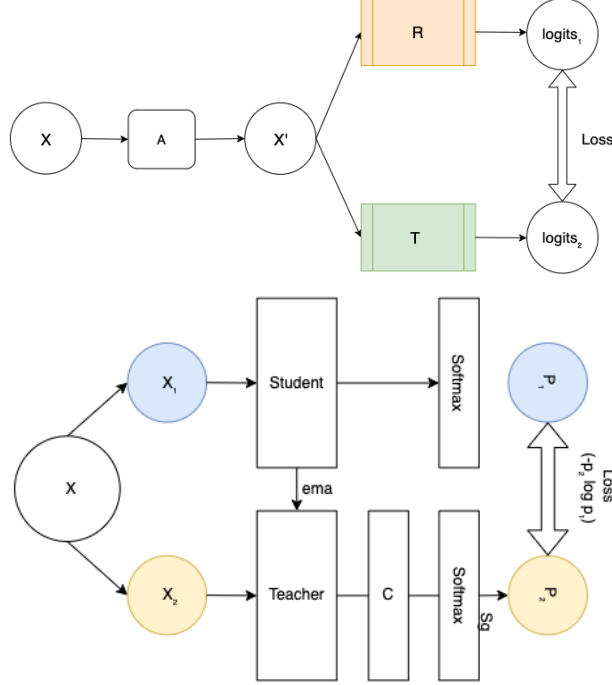 R
logits₁
X
A
X'
Loss
T
logits₂
X₁
Student
Softmax
P₁
X
ema
Loss
(-p₂ log p₁)
X₂
Teacher
C
Softmax
Sg
P₂